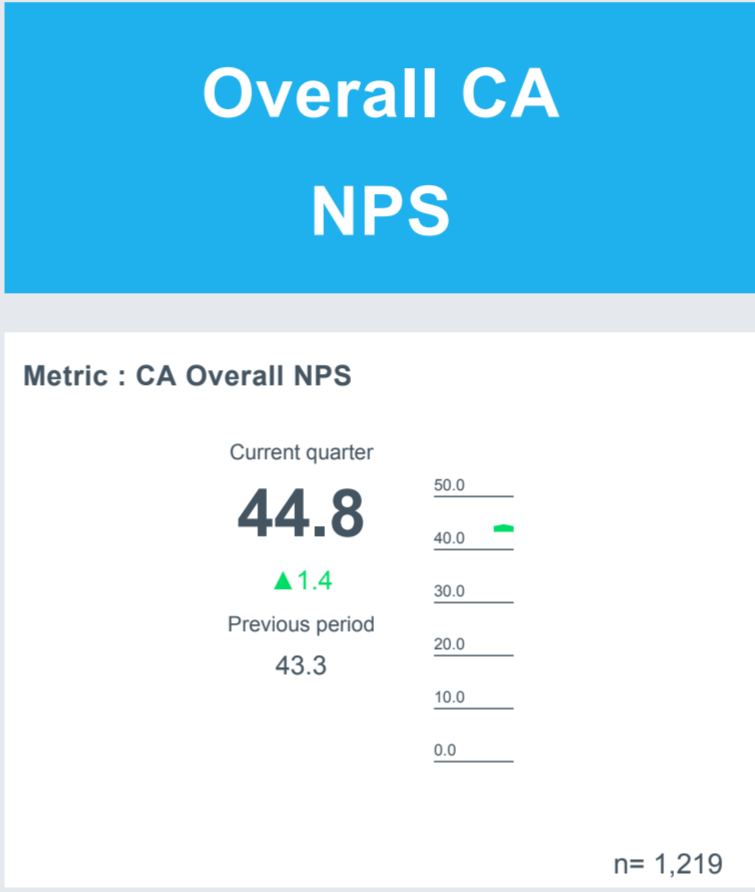 Overall CA
NPS
Metric : CA Overall NPS
Current quarter
44.8
▲1.4
Previous period
43.3
50.0
40.0
30.0
20.0
10.0
0.0
n= 1,219